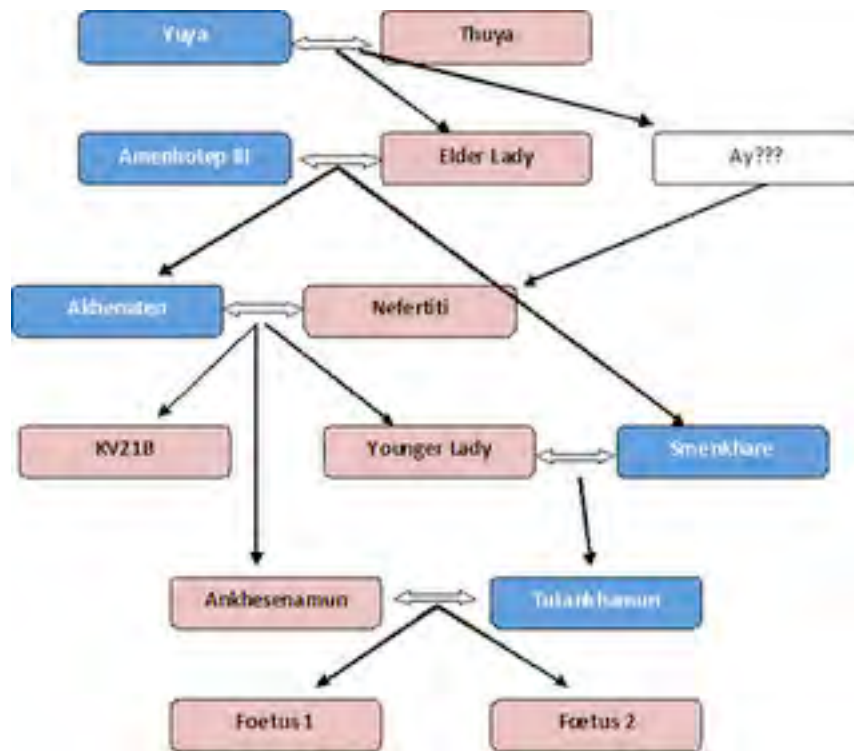 Yuya
Thuya
Amenhotep III
Elder Lady
Ay???
Akhenaten
Nefertiti
KV21B
Younger Lady
Smenkhare
Ankhesenamun
Tutankhamun
Foetus 1
Foetus 2